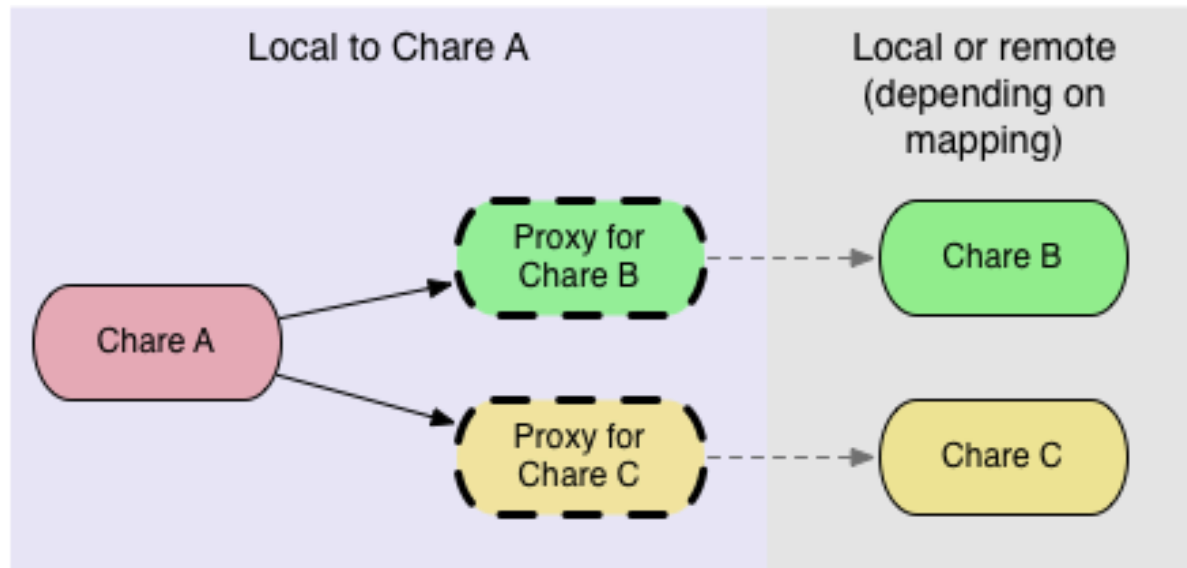 Local to Chare A
Local or remote
(depending on
mapping)
Proxy for
Chare B
Chare B
Chare A
Proxy for
Chare C
Chare C